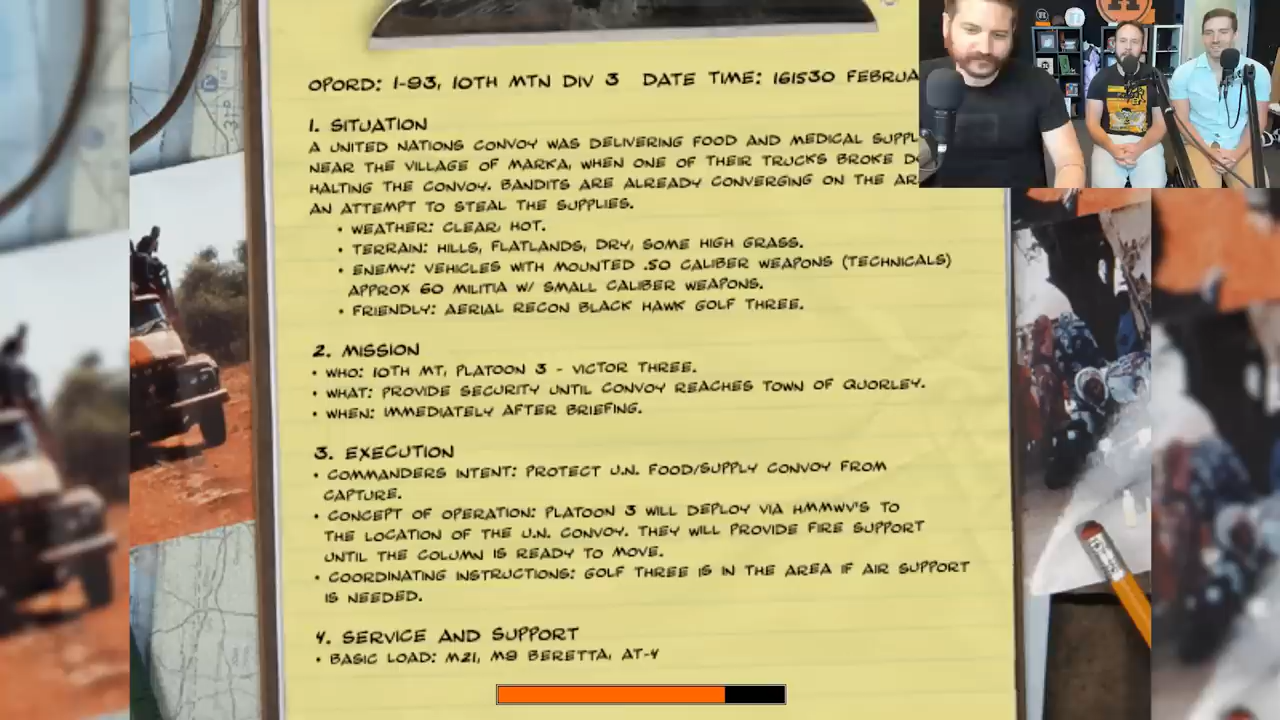 OPORD: 1-93, 10TH MTN DIV 3 DATE TIME: 161530
1. SITUATION
A UNITED NATIONS CONVOY WAS DELIVERING FOOD AND MEDICAL
NEAR THE VILLAGE OF MARKA, WHEN ONE OF THEIR TRUCKS BROKE
HALTING THE CONVOY. BANDITS ARE ALREADY CONVERGING ON THE
AN ATTEMPT TO STEAL THE SUPPLIES.
• WEATHER: CLEAR, HOT.
• TERRAIN: HILLS, FLATLANDS, DRY, SOME HIGH GRASS.
• ENEMY: VEHICLES WITH MOUNTED .50 CALIBER WEAPONS (TECHNICALS)
APPROX 60 MILITIA W/ SMALL CALIBER WEAPONS.
• FRIENDLY: AERIAL RECON BLACK HAWK GOLF THREE.
2. MISSION
• WHO: 10TH MT, PLATOON 3 - VICTOR THREE.
• WHAT: PROVIDE SECURITY UNTIL CONVOY REACHES TOWN OF QUORLEY.
• WHEN: IMMEDIATELY AFTER BRIEFING.
3. EXECUTION
• COMMANDERS INTENT: PROTECT U.N. FOOD/SUPPLY CONVOY FROM
CAPTURE.
• CONCEPT OF OPERATION: PLATOON 3 WILL DEPLOY VIA HMMWV'S TO
THE LOCATION OF THE U.N. CONVOY. THEY WILL PROVIDE FIRE SUPPORT
UNTIL THE COLUMN IS READY TO MOVE.
• COORDINATING INSTRUCTIONS: GOLF THREE IS IN THE AREA IF AIR SUPPORT
IS NEEDED.
4. SERVICE AND SUPPORT
• BASIC LOAD: M21, M9 BERETTA, AT-4